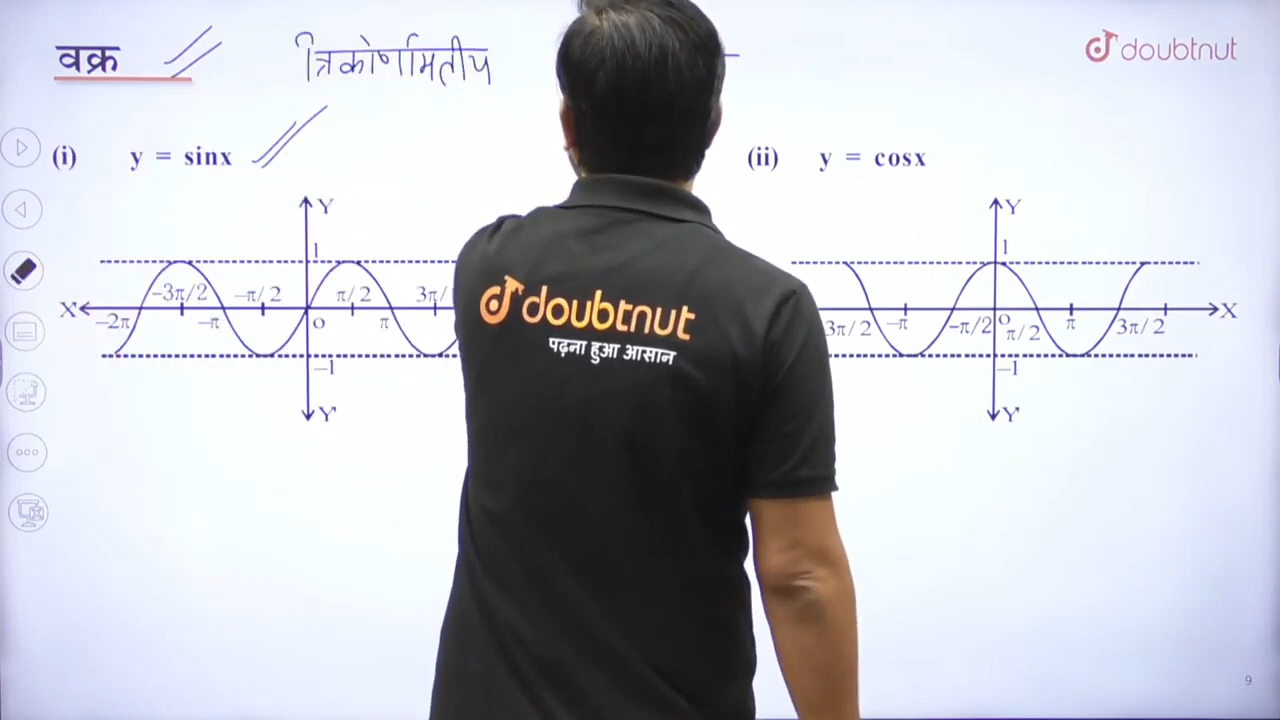 वक्र
त्रिकोणमितीय
doubtnut
(i) y = sinx
(ii) y = cosx
Y
1
−3π/2 −π/2 π/2 3π/
X' −2π −π O π
−1
Y'
Y
1
X
3π/2 −π −π/2 O π/2 π 3π/2
−1
Y'
doubtnut
पढ़ना हुआ आसान
9